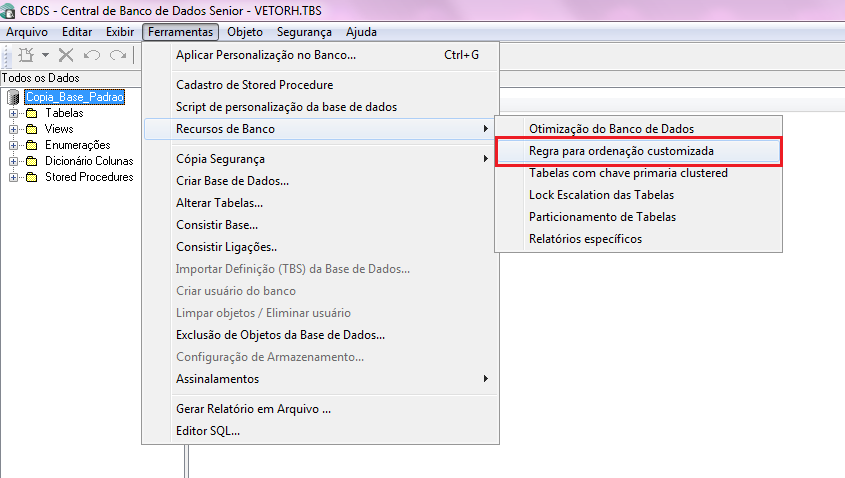 CBDS - Central de Banco de Dados Senior - VETORH.TBS
Arquivo Editar Exibir Ferramentas Objeto Segurança Ajuda
Todos os Dados
Copia_Base_Padrao
Tabelas
Views
Enumerações
Dicionário Colunas
Stored Procedures
Aplicar Personalização no Banco... Ctrl+G
Cadastro de Stored Procedure
Script de personalização da base de dados
Recursos de Banco
Cópia Segurança
Criar Base de Dados...
Alterar Tabelas...
Consistir Base...
Consistir Ligações..
Importar Definição (TBS) da Base de Dados...
Criar usuário do banco
Limpar objetos / Eliminar usuário
Exclusão de Objetos da Base de Dados...
Configuração de Armazenamento...
Assinalamentos
Gerar Relatório em Arquivo ...
Editor SQL...
Otimização do Banco de Dados
Regra para ordenação customizada
Tabelas com chave primaria clustered
Lock Escalation das Tabelas
Particionamento de Tabelas
Relatórios específicos